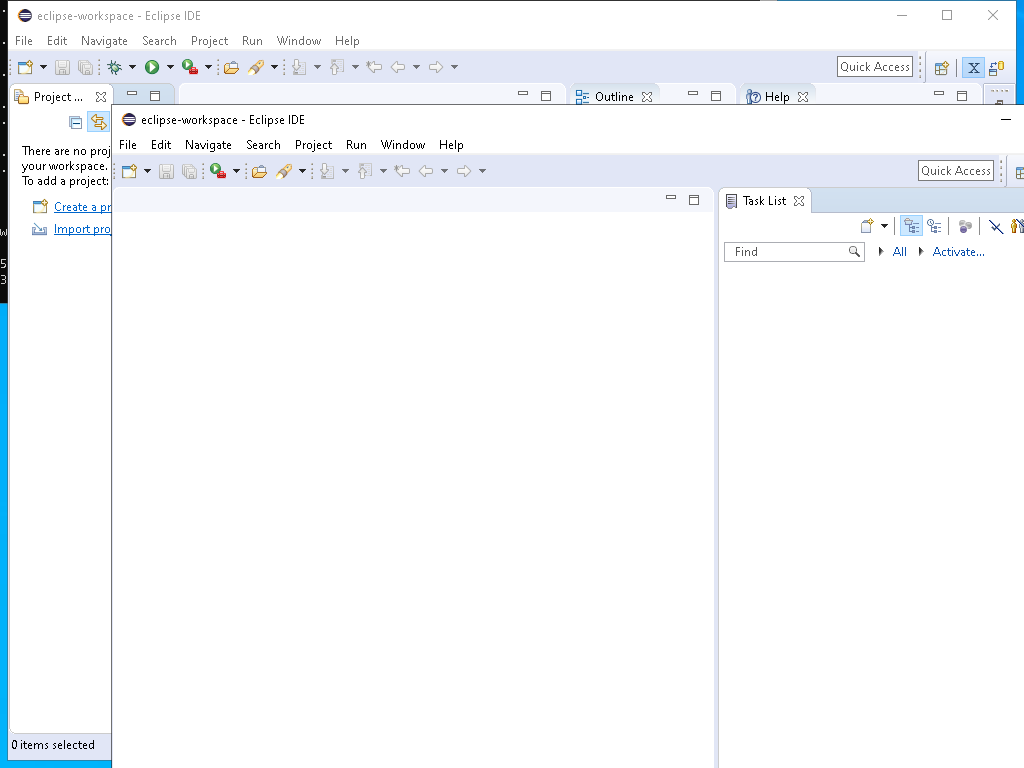 eclipse-workspace - Eclipse IDE
File Edit Navigate Search Project Run Window Help
Quick Access
Project ...
Outline
Help
There are no proj
your workspace.
To add a project:
Create a pr
Import pro
0 items selected
eclipse-workspace - Eclipse IDE
File Edit Navigate Search Project Run Window Help
Quick Access
Task List
Find
All
Activate...
w
5
3